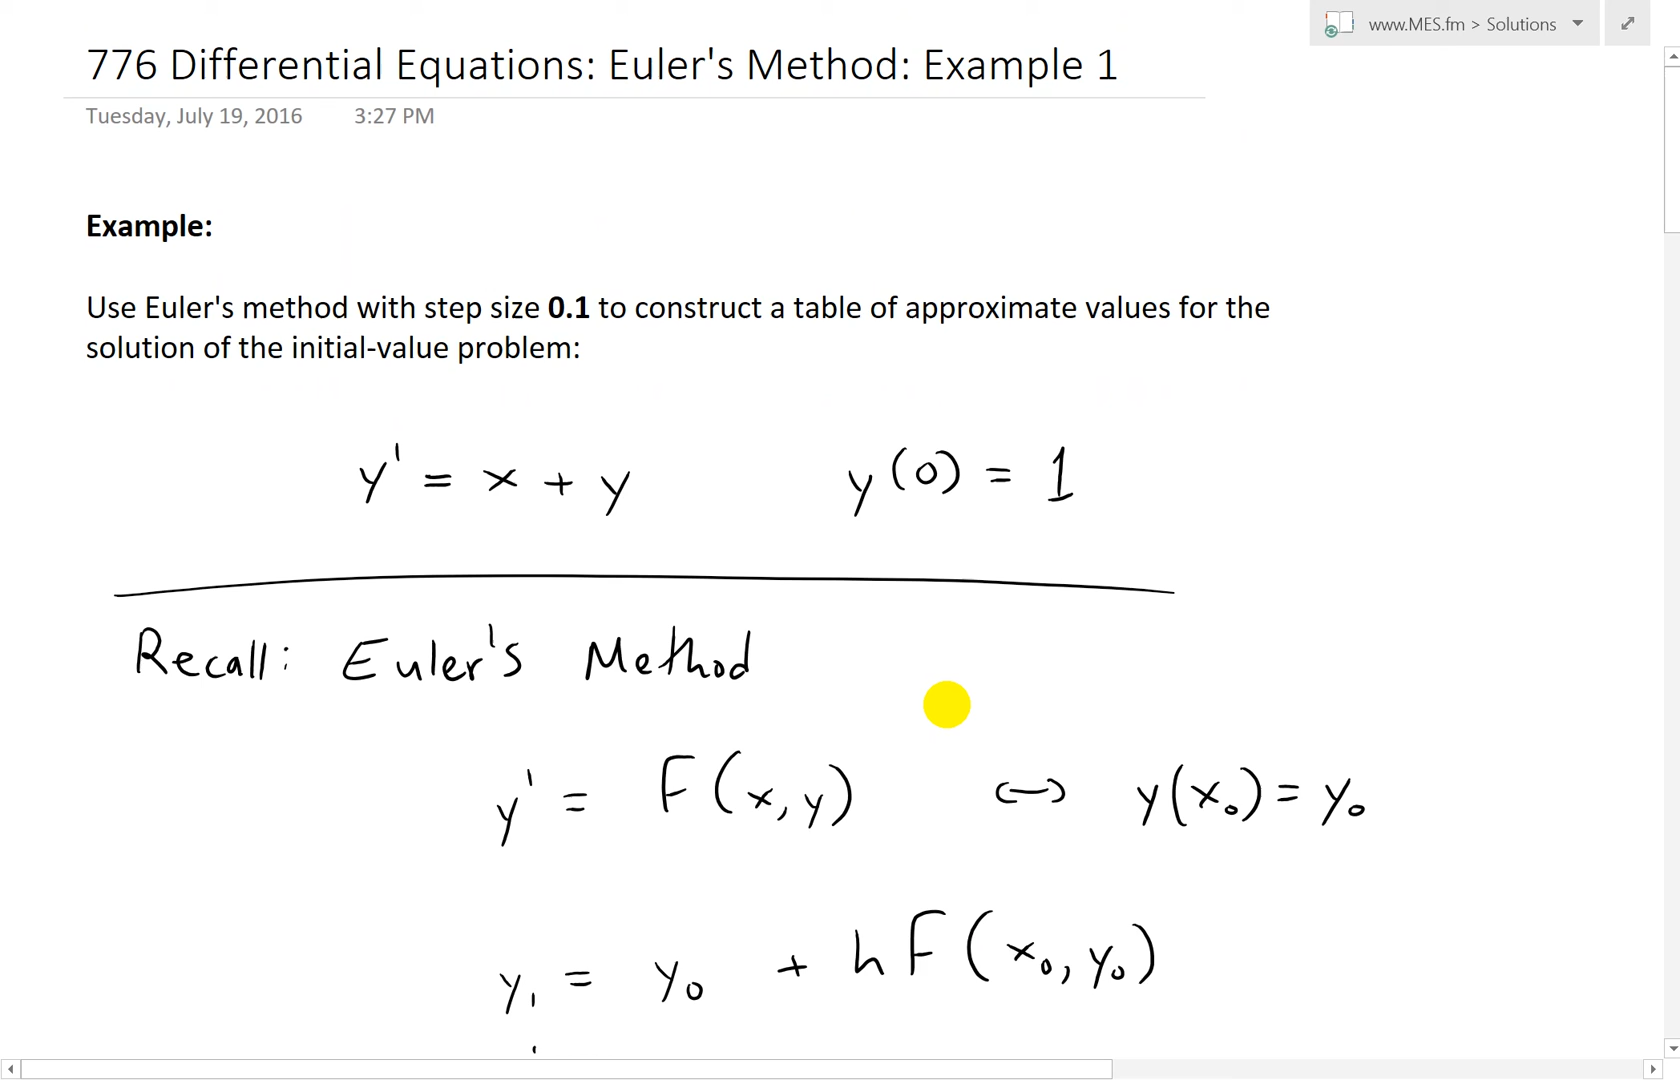 www.MES.fm > Solutions
776 Differential Equations: Euler's Method: Example 1
Tuesday, July 19, 2016 3:27 PM
Example:
Use Euler's method with step size 0.1 to construct a table of approximate values for the
solution of the initial-value problem:
y' = x + y y(0) = 1
Recall: Euler's Method
y' = F(x, y) ↔ y(x₀) = y₀
y₁ = y₀ + hF(x₀, y₀)